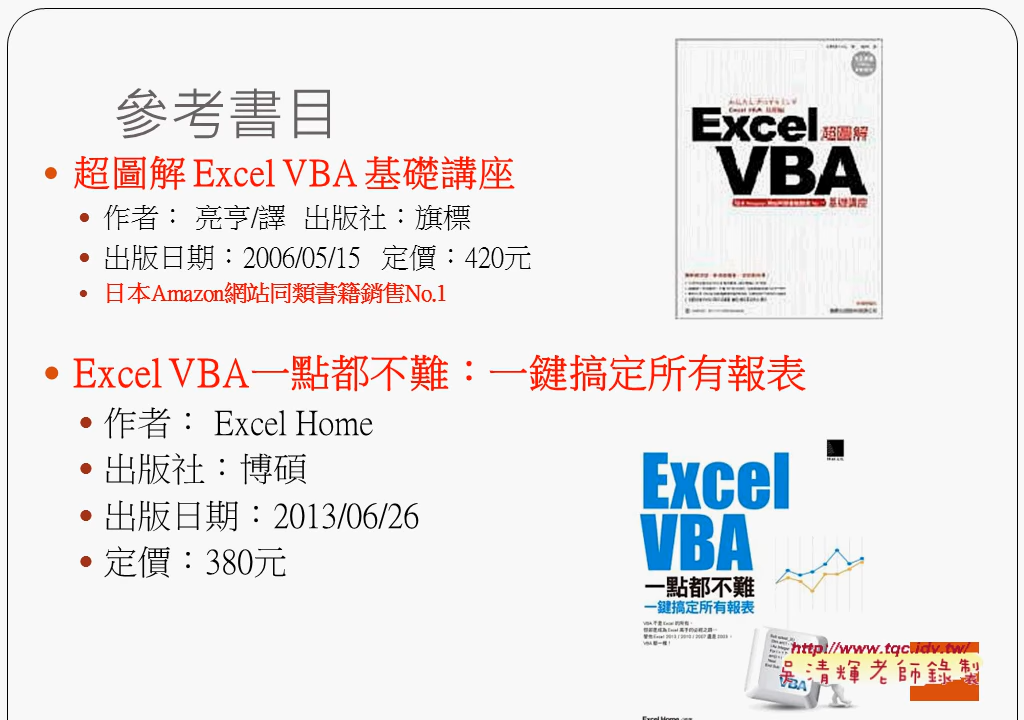 參考書目
超圖解 Excel VBA 基礎講座
作者： 亮亨/譯 出版社：旗標
出版日期：2006/05/15 定價：420元
日本Amazon網站同類書籍銷售No.1
Excel VBA一點都不難：一鍵搞定所有報表
作者： Excel Home
出版社：博碩
出版日期：2013/06/26
定價：380元
Excel 超圖解
VBA
基礎講座
Excel
VBA
一點都不難
一鍵搞定所有報表
VBA
http://www.tqc.idv.tw/
吳清輝老師錄製
Excel Home